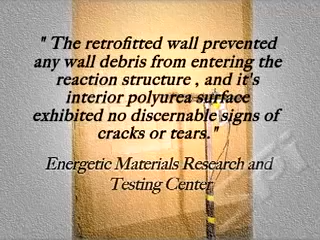 " The retrofitted wall prevented
any wall debris from entering the
reaction structure , and it's
interior polyurea surface
exhibited no discernable signs of
cracks or tears."
Energetic Materials Research and
Testing Center